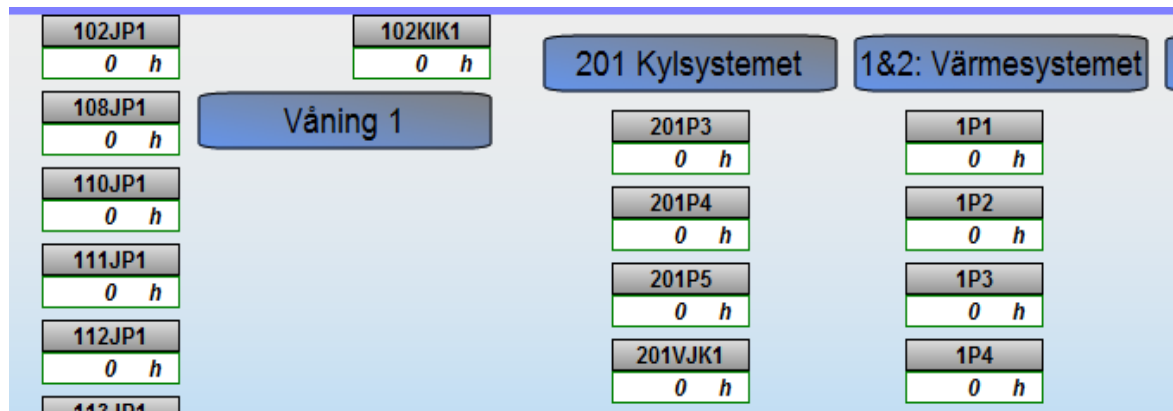 102JP1
0 h
108JP1
0 h
110JP1
0 h
111JP1
0 h
112JP1
0 h
113JP1
102KIK1
0 h
Våning 1
201 Kylsystemet
201P3
0 h
201P4
0 h
201P5
0 h
201VJK1
0 h
1&2: Värmesystemet
1P1
0 h
1P2
0 h
1P3
0 h
1P4
0 h